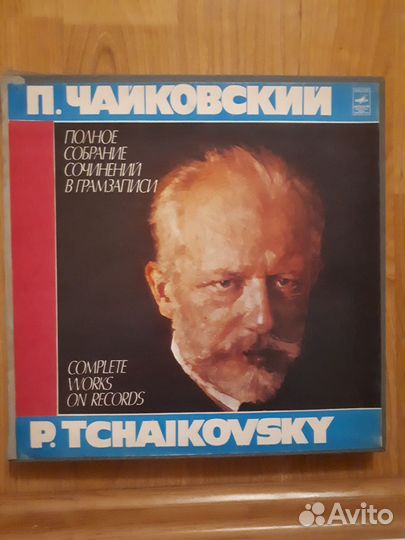 П. ЧАЙКОВСКИЙ
ПОЛНОЕ
СОБРАНИЕ
СОЧИНЕНИЙ
В ГРАМЗАПИСИ
COMPLETE
WORKS
ON RECORDS
P. TCHAIKOVSKY
Avito